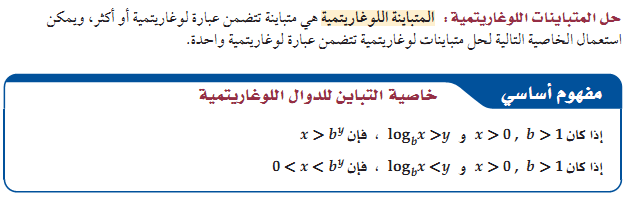 حل المتباينات اللوغاريتمية : المتباينة اللوغاريتمية هي متباينة تتضمن عبارة لوغاريتمية أو أكثر، ويمكن
استعمال الخاصية التالية لحل متباينات لوغاريتمية تتضمن عبارة لوغاريتمية واحدة.
مفهوم أساسي خاصية التباين للدوال اللوغاريتمية
إذا كان x > 0 , b > 1 و log_b x > y ، فإن x > b^y
إذا كان x > 0 , b > 1 و log_b x < y ، فإن 0 < x < b^y